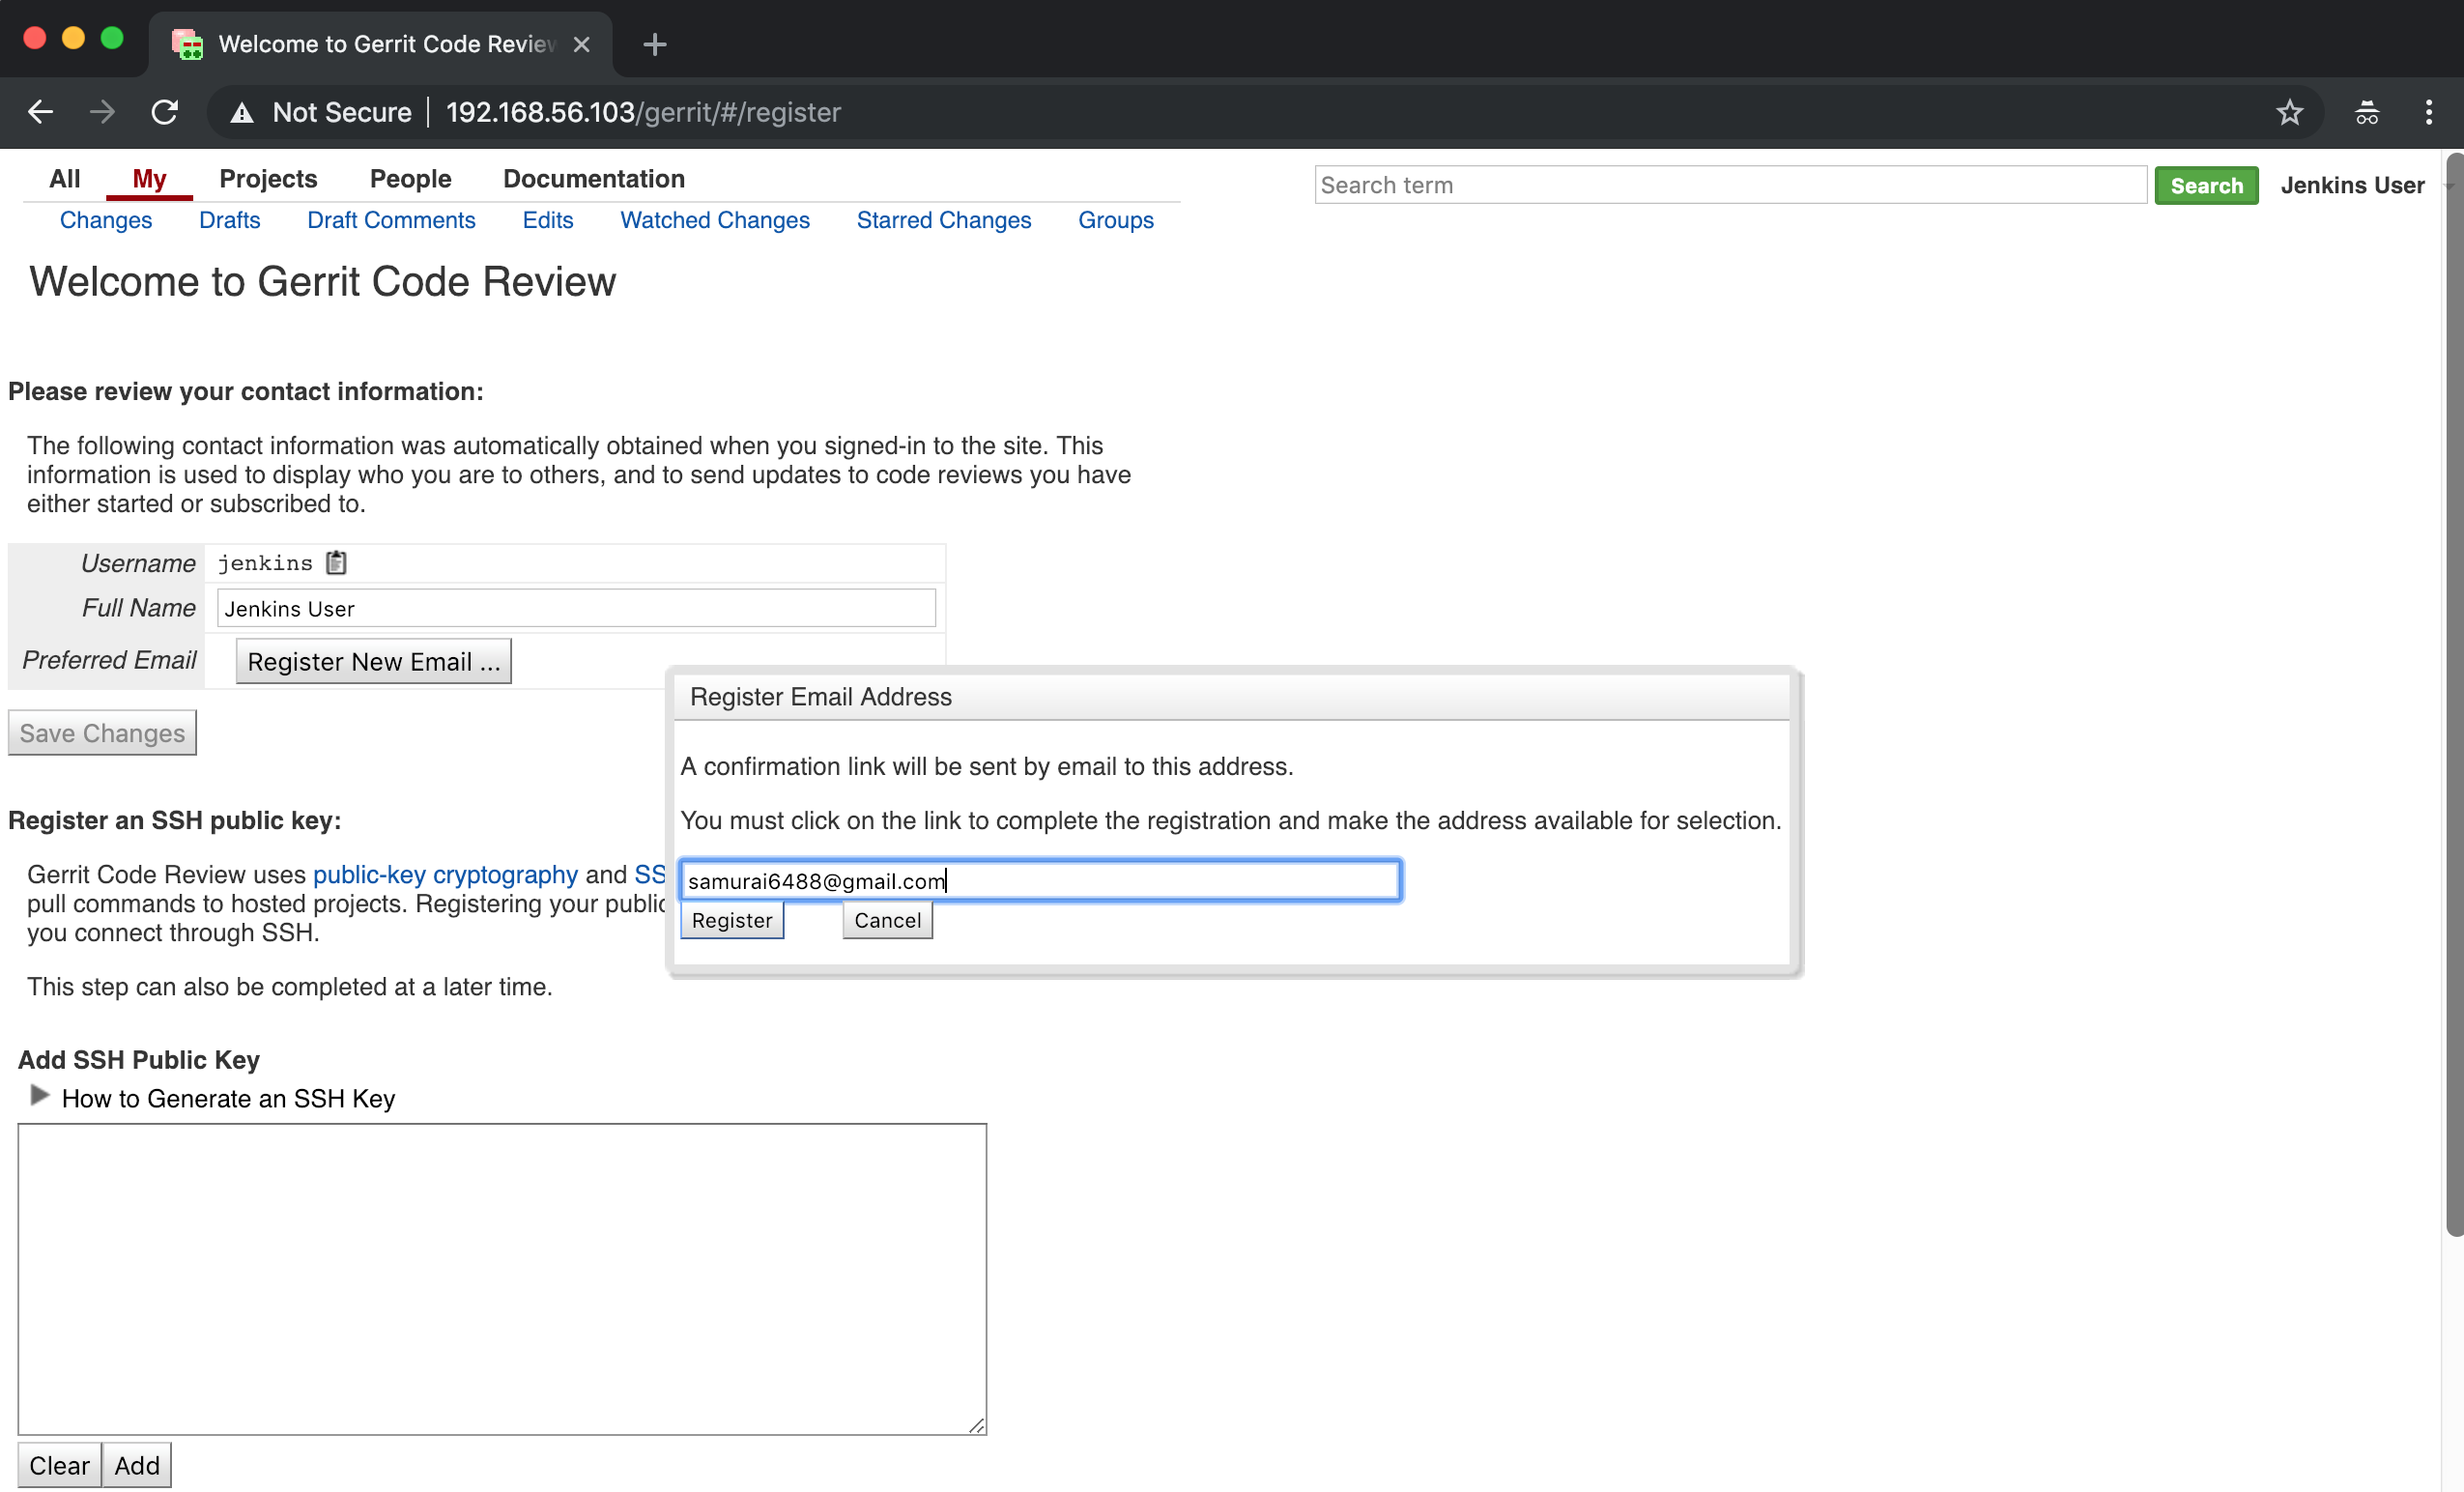 Welcome to Gerrit Code Review
Not Secure 192.168.56.103/gerrit/#/register
All My Projects People Documentation
Search term Search Jenkins User
Changes Drafts Draft Comments Edits Watched Changes Starred Changes Groups
Welcome to Gerrit Code Review
Please review your contact information:
The following contact information was automatically obtained when you signed-in to the site. This
information is used to display who you are to others, and to send updates to code reviews you have
either started or subscribed to.
Username jenkins
Full Name Jenkins User
Preferred Email Register New Email ...
Save Changes
Register Email Address
A confirmation link will be sent by email to this address.
You must click on the link to complete the registration and make the address available for selection.
samurai6488@gmail.com
Register Cancel
Register an SSH public key:
Gerrit Code Review uses public-key cryptography and SS
pull commands to hosted projects. Registering your public
you connect through SSH.
This step can also be completed at a later time.
Add SSH Public Key
How to Generate an SSH Key
Clear Add